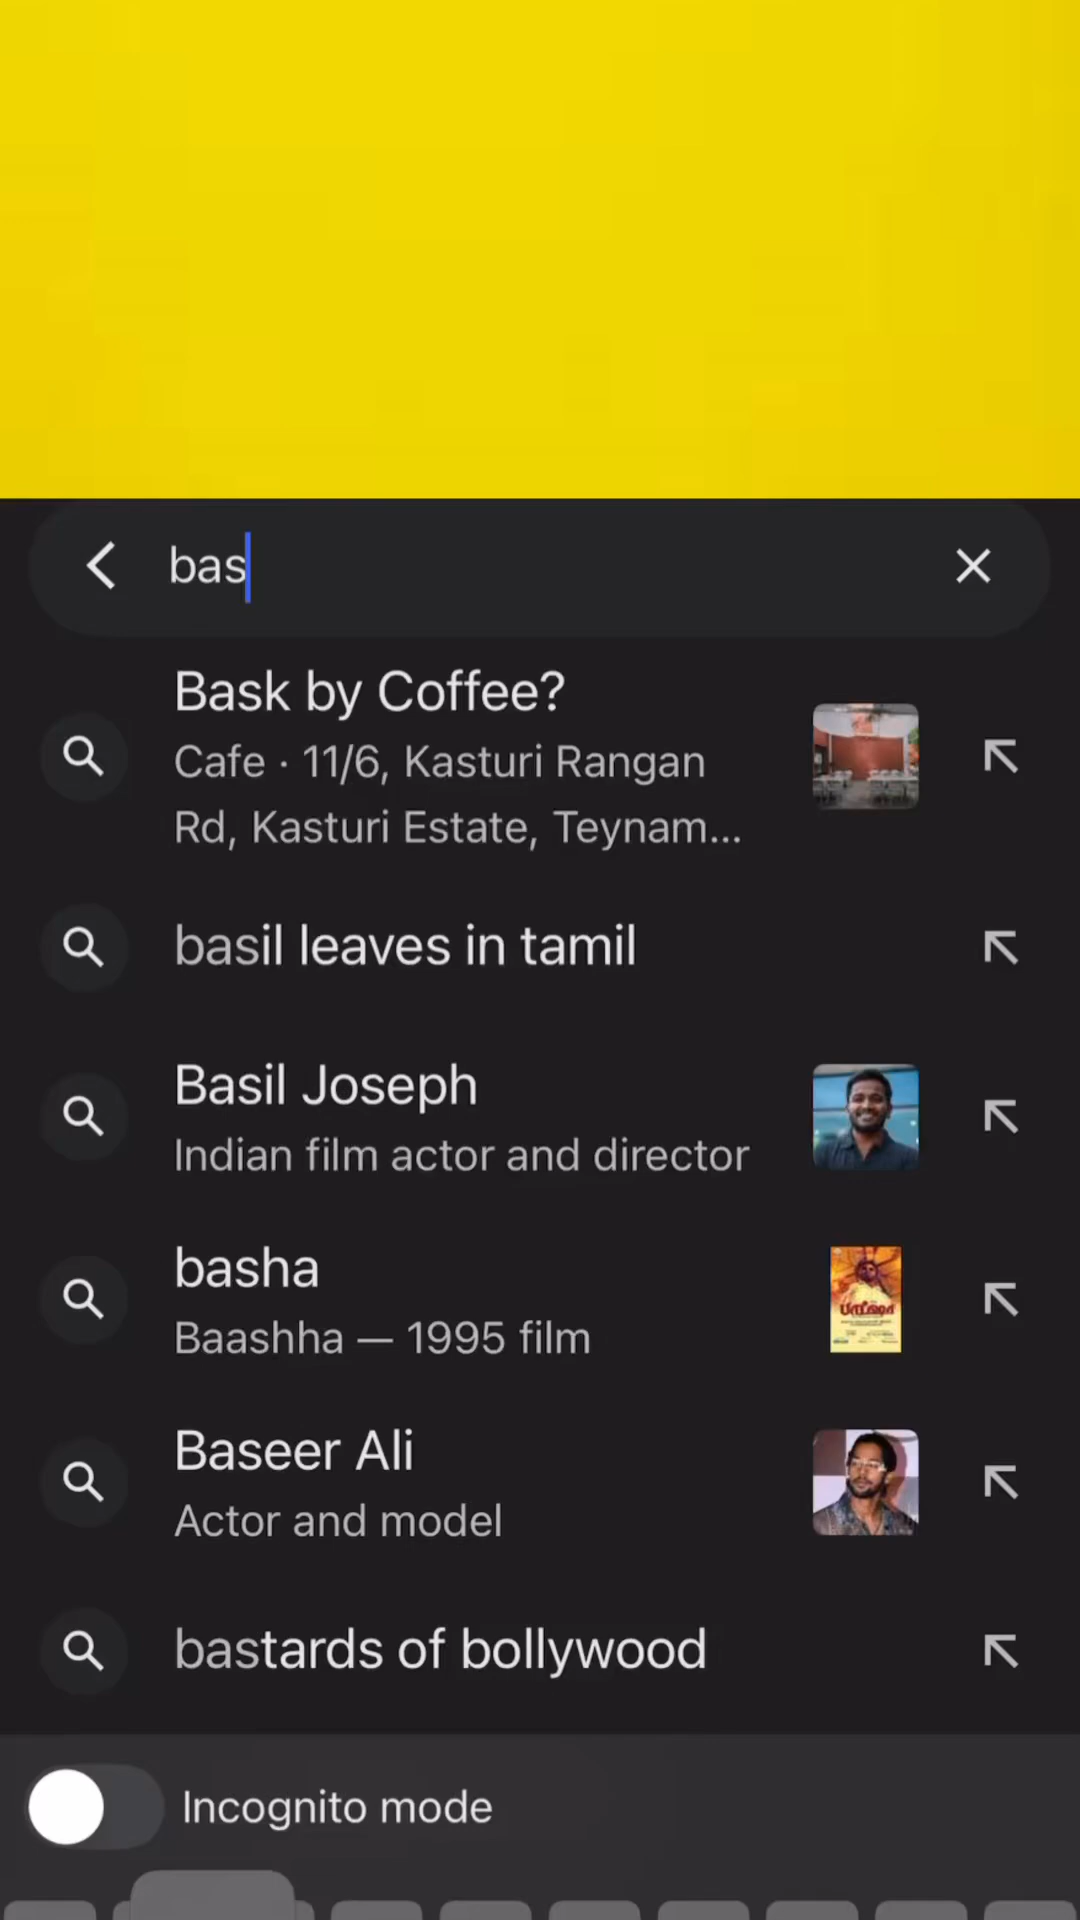 bas
Bask by Coffee?
Cafe · 11/6, Kasturi Rangan
Rd, Kasturi Estate, Teynam...
basil leaves in tamil
Basil Joseph
Indian film actor and director
basha
Baashha — 1995 film
பாட்ஷா
Baseer Ali
Actor and model
bastards of bollywood
Incognito mode